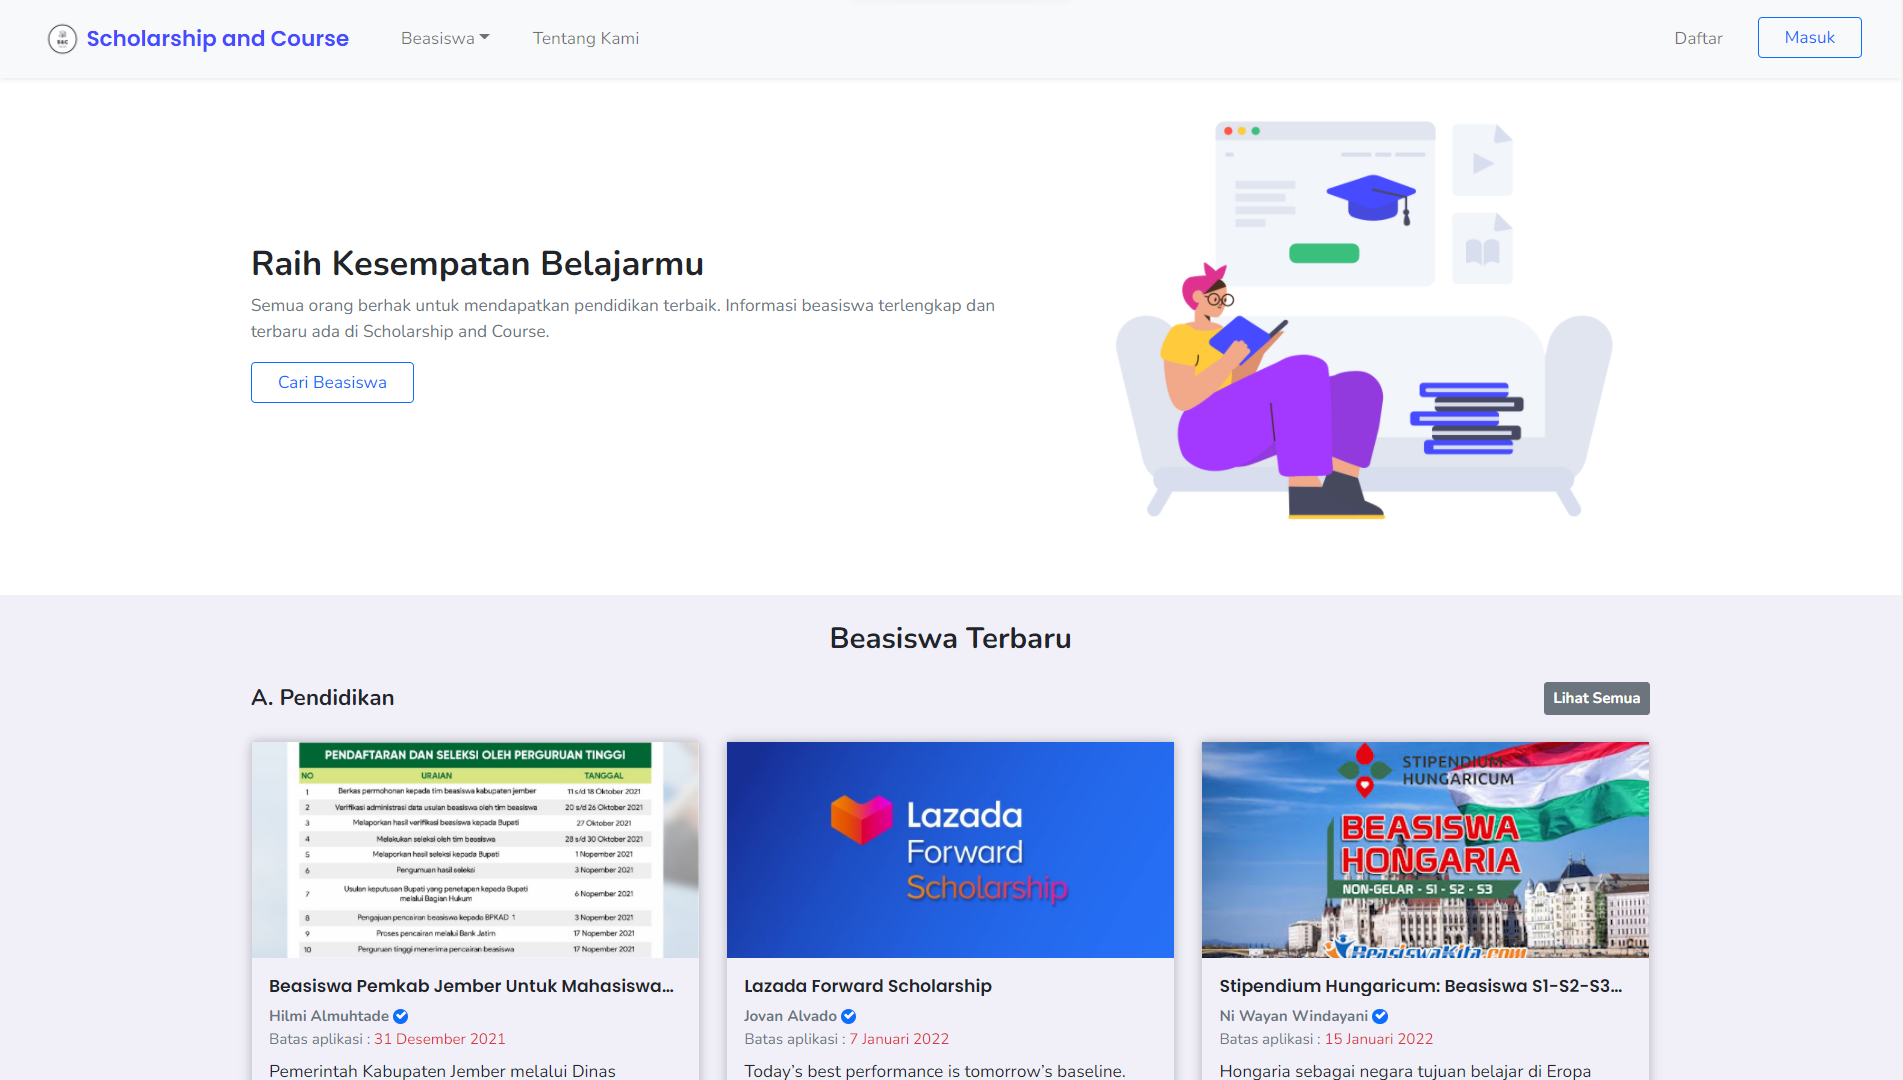 S&C
Scholarship and Course
Beasiswa
Tentang Kami
Daftar
Masuk
Raih Kesempatan Belajarmu
Semua orang berhak untuk mendapatkan pendidikan terbaik. Informasi beasiswa terlengkap dan
terbaru ada di Scholarship and Course.
Cari Beasiswa
Beasiswa Terbaru
A. Pendidikan
Lihat Semua
PENDAFTARAN DAN SELEKSI OLEH PERGURUAN TINGGI
NO URAIAN TANGGAL
1 Berkas permohonan kepada tim beasiswa kabupaten jember 11 s/d 18 Oktober 2021
2 Verifikasi administrasi data usulan beasiswa oleh tim beasiswa 20 s/d 26 Oktober 2021
3 Melaporkan hasil verifikasi beasiswa kepada Bupati 27 Oktober 2021
4 Melakukan seleksi oleh tim beasiswa 28 s/d 30 Oktober 2021
5 Melaporkan hasil seleksi kepada Bupati 1 Nopember 2021
6 Pengumuan hasil seleksi 3 Nopember 2021
7 Usulan keputusan Bupati yang penetapan kepada Bupati
melalui Bagian Hukum 6 Nopember 2021
8 Pengajuan pencairan beasiswa kepada BPKAD 1 3 Nopember 2021
9 Proses pencairan melalui Bank Jatim 17 Nopember 2021
10 Perguruan tinggi menerima pencairan beasiswa 17 Nopember 2021
Beasiswa Pemkab Jember Untuk Mahasiswa...
Hilmi Almuhtade
Batas aplikasi : 31 Desember 2021
Pemerintah Kabupaten Jember melalui Dinas
Lazada
Forward
Scholarship
Lazada Forward Scholarship
Jovan Alvado
Batas aplikasi : 7 Januari 2022
Today's best performance is tomorrow's baseline.
STIPENDIUM
HUNGARICUM
BEASISWA
HONGARIA
NON-GELAR - S1 - S2 - S3
BeasiswaKita.com
Stipendium Hungaricum: Beasiswa S1-S2-S3...
Ni Wayan Windayani
Batas aplikasi : 15 Januari 2022
Hongaria sebagai negara tujuan belajar di Eropa